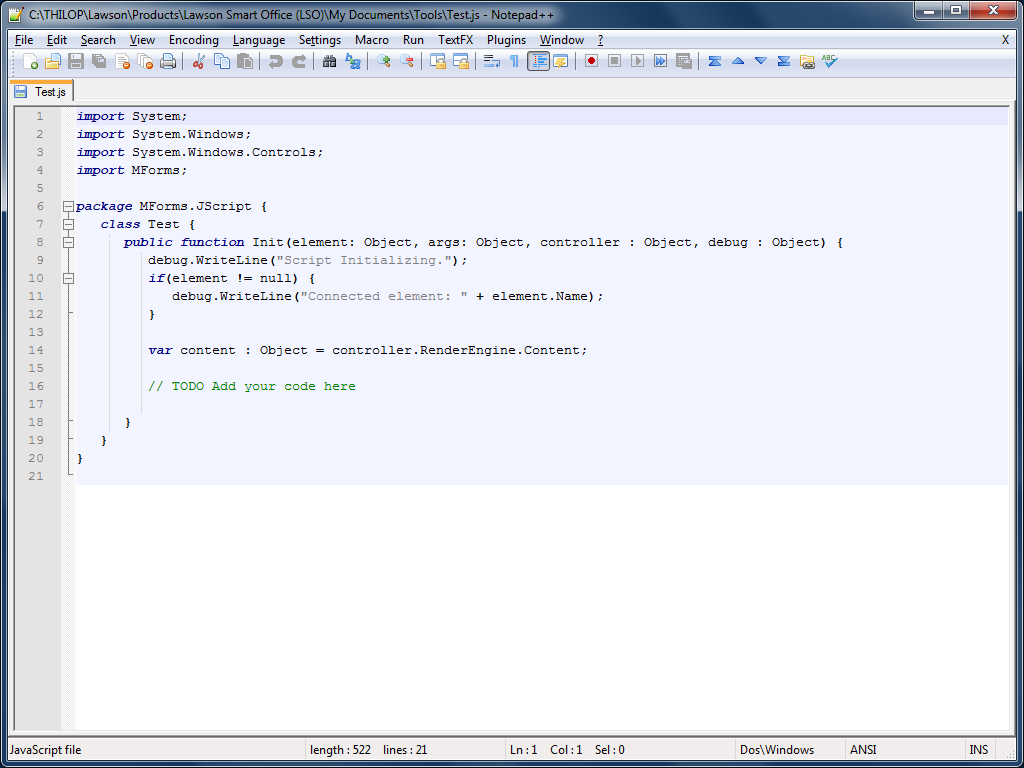 C:\THILOP\Lawson\Products\Lawson Smart Office (LSO)\My Documents\Tools\Test.js - Notepad++
File Edit Search View Encoding Language Settings Macro Run TextFX Plugins Window ? X
ABC
Test.js
1 import System;
2 import System.Windows;
3 import System.Windows.Controls;
4 import MForms;
5
6 package MForms.JScript {
7 class Test {
8 public function Init(element: Object, args: Object, controller : Object, debug : Object) {
9 debug.WriteLine("Script Initializing.");
10 if(element != null) {
11 debug.WriteLine("Connected element: " + element.Name);
12 }
13
14 var content : Object = controller.RenderEngine.Content;
15
16 // TODO Add your code here
17
18 }
19 }
20 }
21
JavaScript file length : 522 lines : 21 Ln : 1 Col : 1 Sel : 0 Dos\Windows ANSI INS